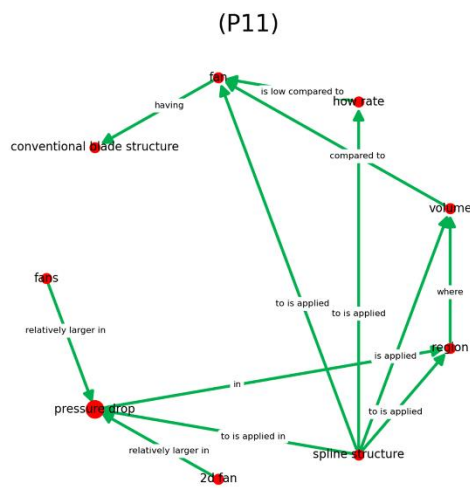 (P11)
fan
is low compared to
how rate
having
conventional blade structure
compared to
volume
fans
where
to is applied
to is applied
relatively larger in
is applied
region
in
to is applied
pressure drop
to is applied in
relatively larger in
spline structure
2d fan